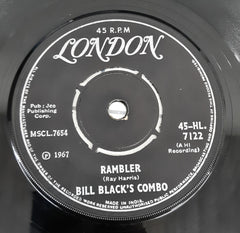 45 R.P.M
LONDON
Pub: Jec
Publishing
Corp.
45-HL.
7122
(A HI
Recording)
MSCL.7654
℗ 1967
RAMBLER
(Ray Harris)
BILL BLACK'S COMBO
MADE IN INDIA